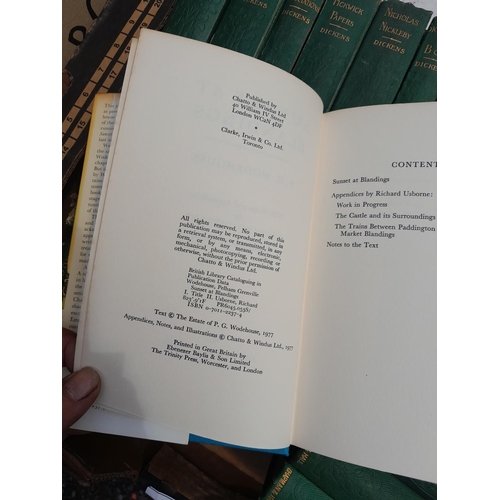 PICKWICK
PAPERS
DICKENS
DICKENS
NICHOLAS
NICKLEBY
DICKENS
DICKENS
Published by
Chatto & Windus Ltd
40 William IV Street
London WC2N 4DF
*
Clarke, Irwin & Co. Ltd.
Toronto
All rights reserved. No part of this
publication may be reproduced, stored in
a retrieval system, or transmitted, in any
form, or by any means, electronic,
mechanical, photocopying, recording or
otherwise, without the prior permission of
Chatto & Windus Ltd.
British Library Cataloguing in
Publication Data
Wodehouse, Pelham Grenville
Sunset at Blandings
I. Title II. Usborne, Richard
823'.9'1F PR6045.O53S/
ISBN 0-7011-2237-4
Text © The Estate of P. G. Wodehouse, 1977
Appendices, Notes, and Illustrations © Chatto & Windus Ltd., 1977
Printed in Great Britain by
Ebenezer Baylis & Son Limited
The Trinity Press, Worcester, and London
CONTENT
Sunset at Blandings
Appendices by Richard Usborne:
Work in Progress
The Castle and its Surroundings
The Trains Between Paddington
Market Blandings
Notes to the Text